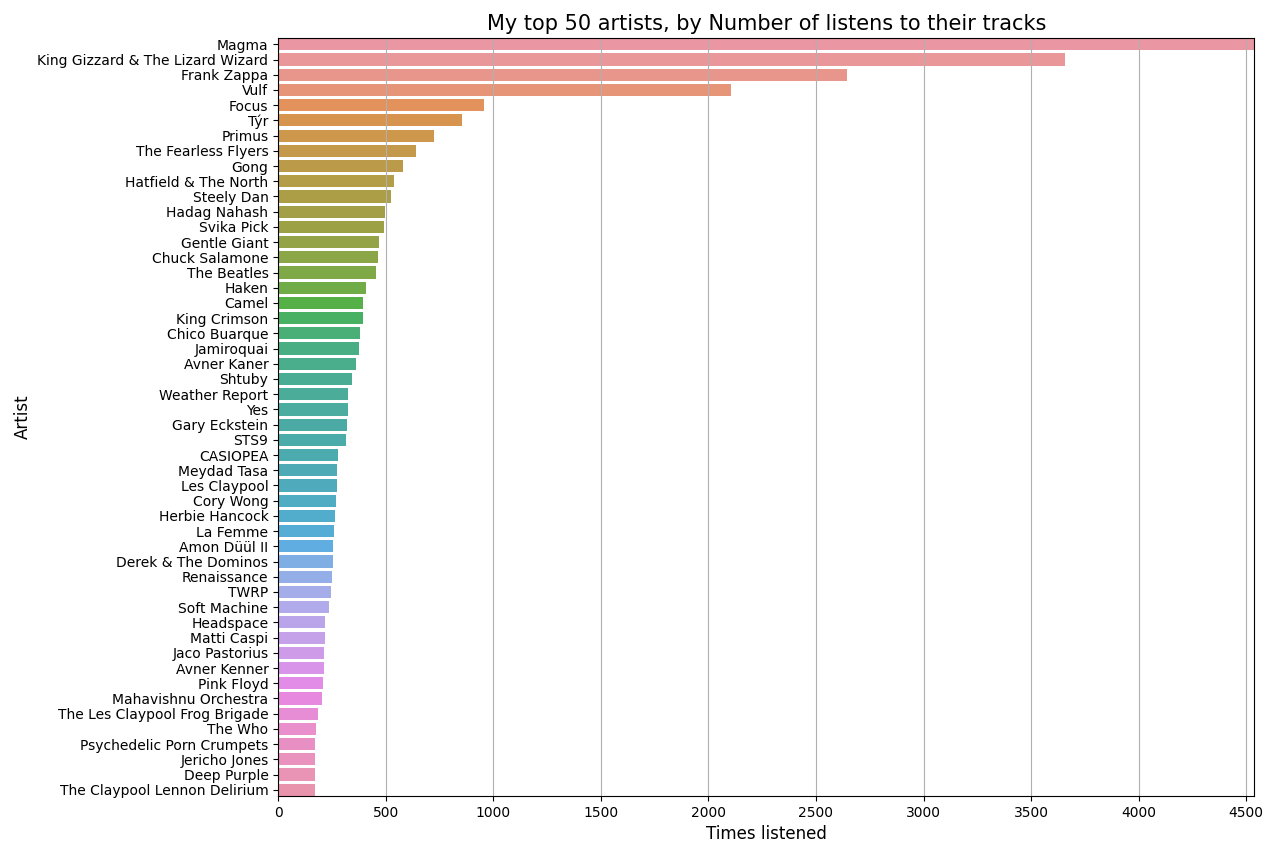 My top 50 artists, by Number of listens to their tracks
Magma
King Gizzard & The Lizard Wizard
Frank Zappa
Vulf
Focus
Týr
Primus
The Fearless Flyers
Gong
Hatfield & The North
Steely Dan
Hadag Nahash
Svika Pick
Gentle Giant
Chuck Salamone
The Beatles
Haken
Camel
King Crimson
Chico Buarque
Jamiroquai
Avner Kaner
Shtuby
Weather Report
Yes
Gary Eckstein
STS9
CASIOPEA
Meydad Tasa
Les Claypool
Cory Wong
Herbie Hancock
La Femme
Amon Düül II
Derek & The Dominos
Renaissance
TWRP
Soft Machine
Headspace
Matti Caspi
Jaco Pastorius
Avner Kenner
Pink Floyd
Mahavishnu Orchestra
The Les Claypool Frog Brigade
The Who
Psychedelic Porn Crumpets
Jericho Jones
Deep Purple
The Claypool Lennon Delirium
Artist
0 500 1000 1500 2000 2500 3000 3500 4000 4500
Times listened